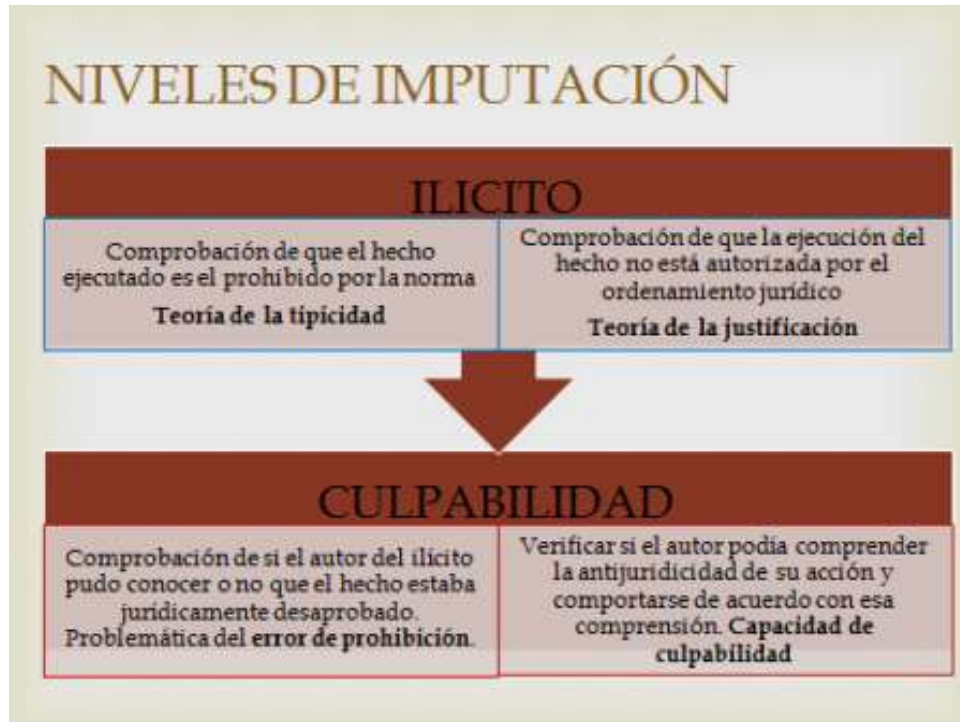 NIVELES DE IMPUTACIÓN
ILICITO
Comprobación de que el hecho
ejecutado es el prohibido por la norma
Teoría de la tipicidad
Comprobación de que la ejecución del
hecho no está autorizada por el
ordenamiento jurídico
Teoría de la justificación
CULPABILIDAD
Comprobación de si el autor del ilícito
pudo conocer o no que el hecho estaba
jurídicamente desaprobado.
Problemática del error de prohibición.
Verificar si el autor podía comprender
la antijuridicidad de su acción y
comportarse de acuerdo con esa
comprensión. Capacidad de
culpabilidad